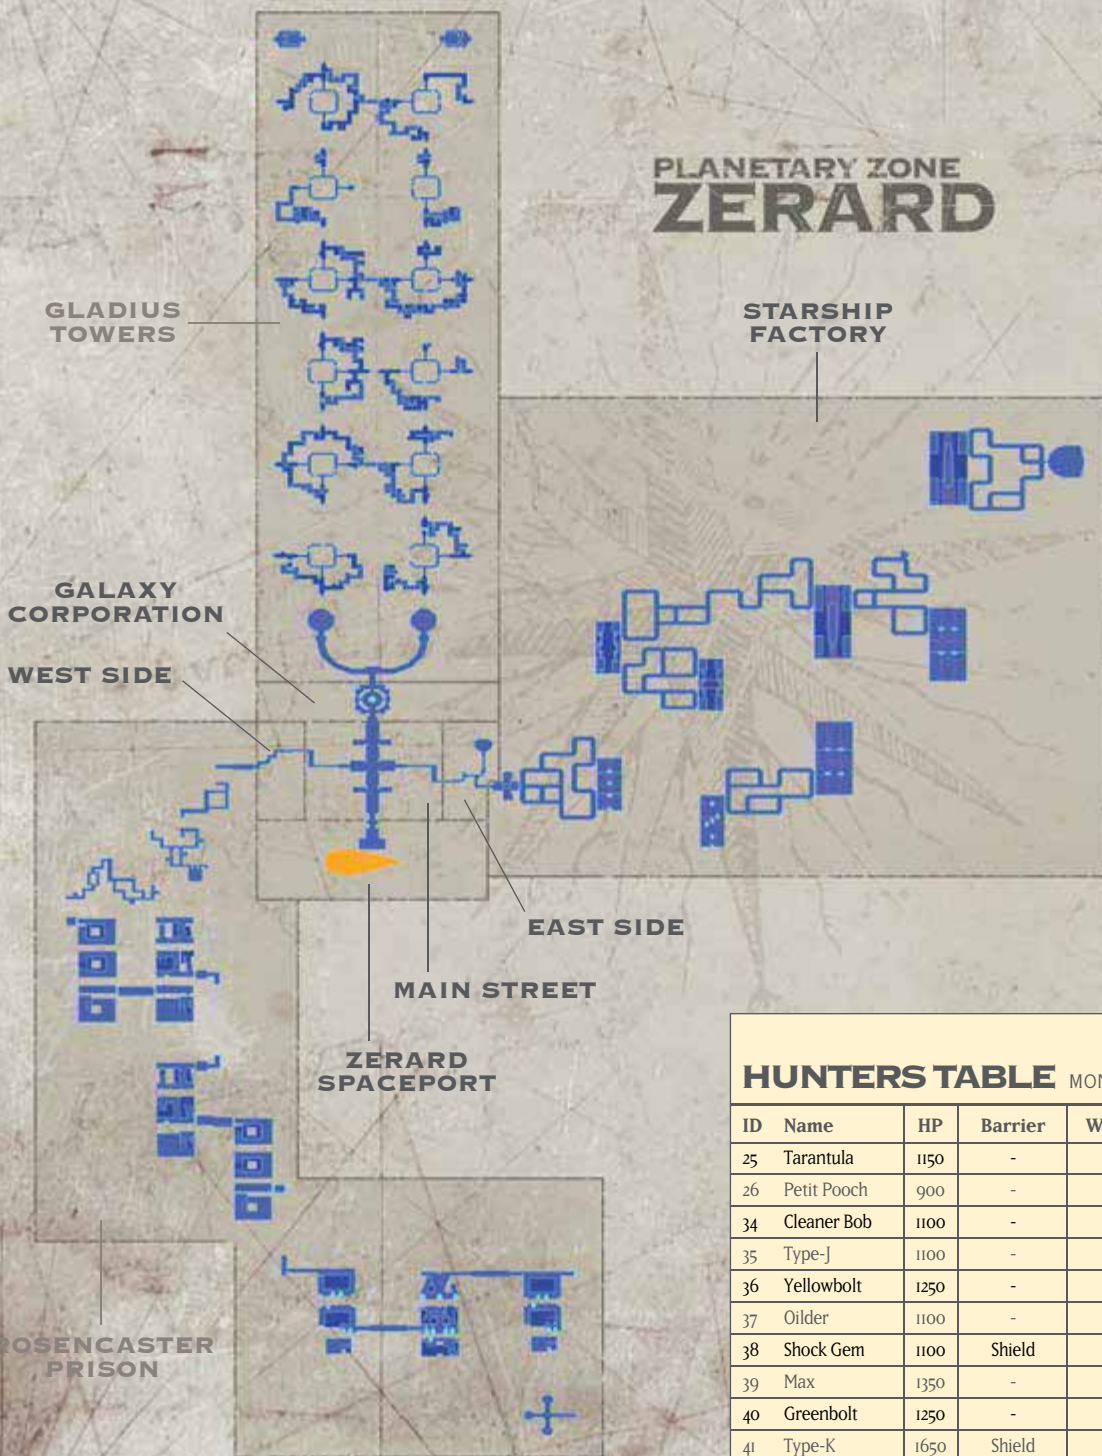 PLANETARY ZONE
ZERARD
GLADIUS
TOWERS
STARSHIP
FACTORY
GALAXY
CORPORATION
WEST SIDE
EAST SIDE
MAIN STREET
ZERARD
SPACEPORT
ROSENCASTER
PRISON
HUNTERS TABLE
ID Name HP Barrier
25 Tarantula 1150 -
26 Petit Pooch 900 -
34 Cleaner Bob 1100 -
35 Type-J 1100 -
36 Yellowbolt 1250 -
37 Oilder 1100 -
38 Shock Gem 1100 Shield
39 Max 1350 -
40 Greenbolt 1250 -
41 Type-K 1650 Shield